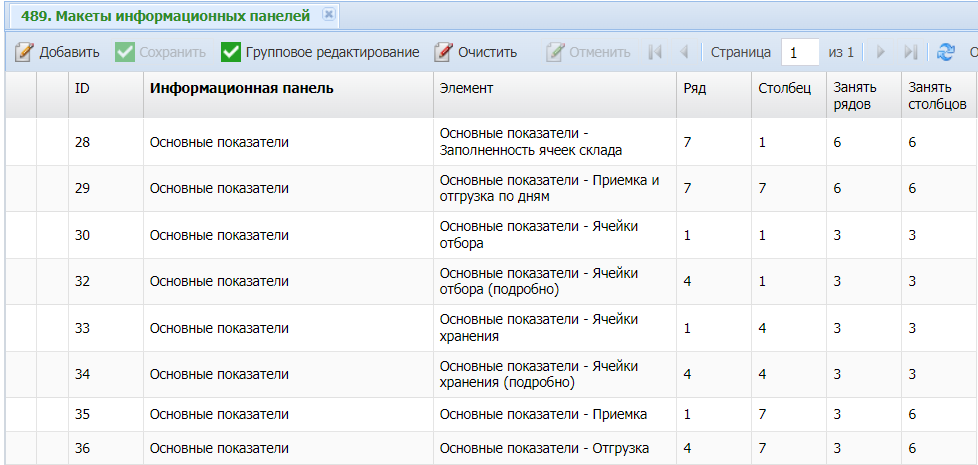 489. Макеты информационных панелей
Добавить Сохранить Групповое редактирование Очистить Отменить Страница 1 из 1 О
ID Информационная панель Элемент Ряд Столбец Занять рядов Занять столбцов
28 Основные показатели Основные показатели - Заполненность ячеек склада 7 1 6 6
29 Основные показатели Основные показатели - Приемка и отгрузка по дням 7 7 6 6
30 Основные показатели Основные показатели - Ячейки отбора 1 1 3 3
32 Основные показатели Основные показатели - Ячейки отбора (подробно) 4 1 3 3
33 Основные показатели Основные показатели - Ячейки хранения 1 4 3 3
34 Основные показатели Основные показатели - Ячейки хранения (подробно) 4 4 3 3
35 Основные показатели Основные показатели - Приемка 1 7 3 6
36 Основные показатели Основные показатели - Отгрузка 4 7 3 6